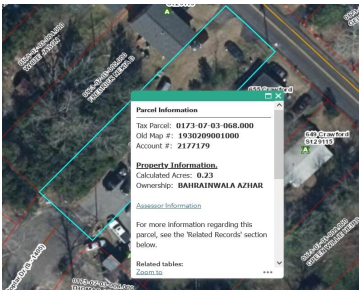 Parcel Information
Tax Parcel: 0173-07-03-068.000
Old Map #: 1930209001000
Account #: 2177179
Property Information.
Calculated Acres: 0.23
Ownership: BAHRAINWALA AZHAR
Assessor Information
For more information regarding this
parcel, see the 'Related Records' section
below.
Related tables:
Zoom to
649 Crawford
St 29115